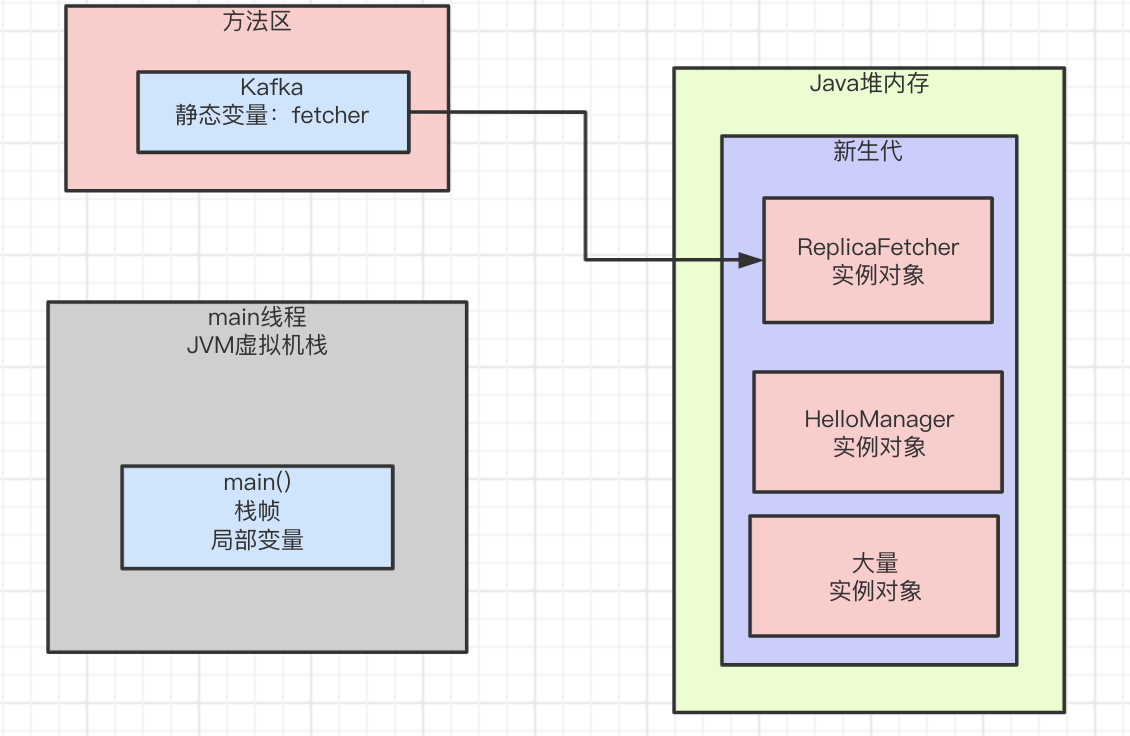 方法区
Kafka
静态变量：fetcher
main线程
JVM虚拟机栈
main()
栈帧
局部变量
Java堆内存
新生代
ReplicaFetcher
实例对象
HelloManager
实例对象
大量
实例对象